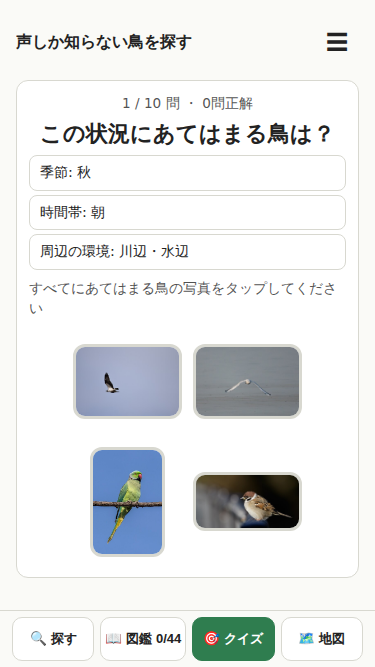 声しか知らない鳥を探す
1 / 10 問 ・ 0問正解
この状況にあてはまる鳥は？
季節: 秋
時間帯: 朝
周辺の環境: 川辺・水辺
すべてにあてはまる鳥の写真をタップしてくださ
い
🔍 探す
📖 図鑑 0/44
🎯 クイズ
🗺️ 地図